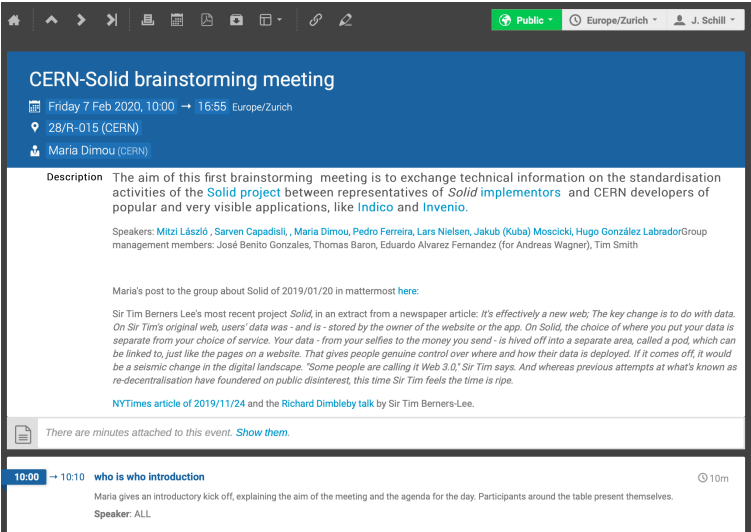 Public
Europe/Zurich
J. Schill
CERN-Solid brainstorming meeting
Friday 7 Feb 2020, 10:00 → 16:55 Europe/Zurich
28/R-015 (CERN)
Maria Dimou (CERN)
Description The aim of this first brainstorming meeting is to exchange technical information on the standardisation
activities of the Solid project between representatives of Solid implementors and CERN developers of
popular and very visible applications, like Indico and Invenio.
Speakers: Mitzi László , Sarven Capadisli, , Maria Dimou, Pedro Ferreira, Lars Nielsen, Jakub (Kuba) Moscicki, Hugo González LabradorGroup
management members: José Benito Gonzales, Thomas Baron, Eduardo Alvarez Fernandez (for Andreas Wagner), Tim Smith
Maria's post to the group about Solid of 2019/01/20 in mattermost here:
Sir Tim Berners Lee's most recent project Solid, in an extract from a newspaper article: It's effectively a new web; The key change is to do with data.
On Sir Tim's original web, users' data was - and is - stored by the owner of the website or the app. On Solid, the choice of where you put your data is
separate from your choice of service. Your data - from your selfies to the money you send - is hived off into a separate area, called a pod, which can
be linked to, just like the pages on a website. That gives people genuine control over where and how their data is deployed. If it comes off, it would
be a seismic change in the digital landscape. "Some people are calling it Web 3.0," Sir Tim says. And whereas previous attempts at what's known as
re-decentralisation have foundered on public disinterest, this time Sir Tim feels the time is ripe.
NYTimes article of 2019/11/24 and the Richard Dimbleby talk by Sir Tim Berners-Lee.
There are minutes attached to this event. Show them.
10:00 → 10:10 who is who introduction 10m
Maria gives an introductory kick off, explaining the aim of the meeting and the agenda for the day. Participants around the table present themselves.
Speaker: ALL